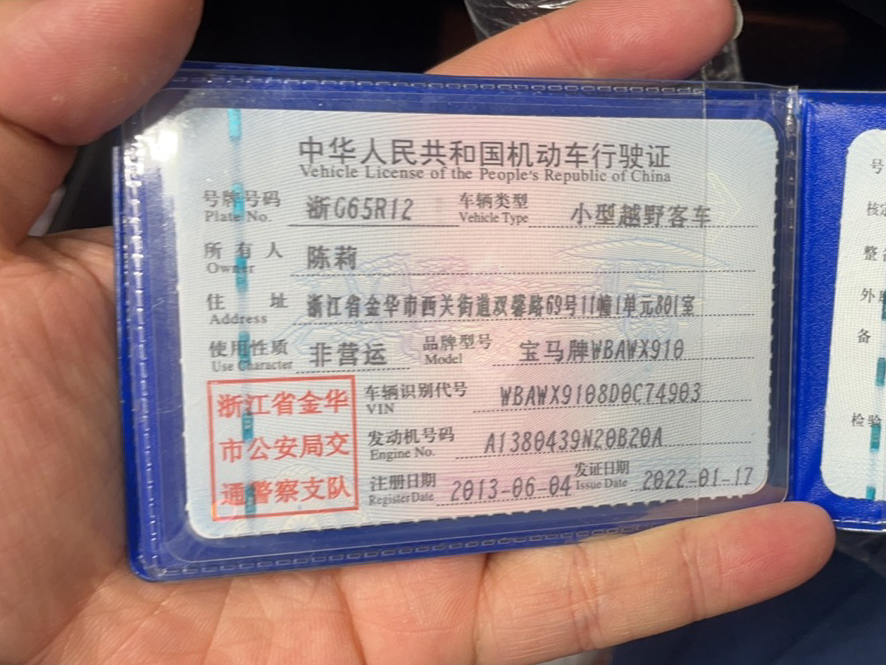 中华人民共和国机动车行驶证
Vehicle License of the People's Republic of China
号牌号码 浙G65R12 车辆类型 小型越野客车
Plate No. Vehicle Type
所有人 陈莉
Owner
住址 浙江省金华市西关街道双馨路69号11幢1单元801室
Address
使用性质 非营运 品牌型号 宝马牌WBAWX910
Use Character Model
浙江省金华
市公安局交
通警察支队
车辆识别代号 WBAWX9108D0C74903
VIN
发动机号码 A1380439N20B20A
Engine No.
注册日期 2013-06-04 发证日期 2022-01-17
Register Date Issue Date
号
核定
整备
外
备
检验